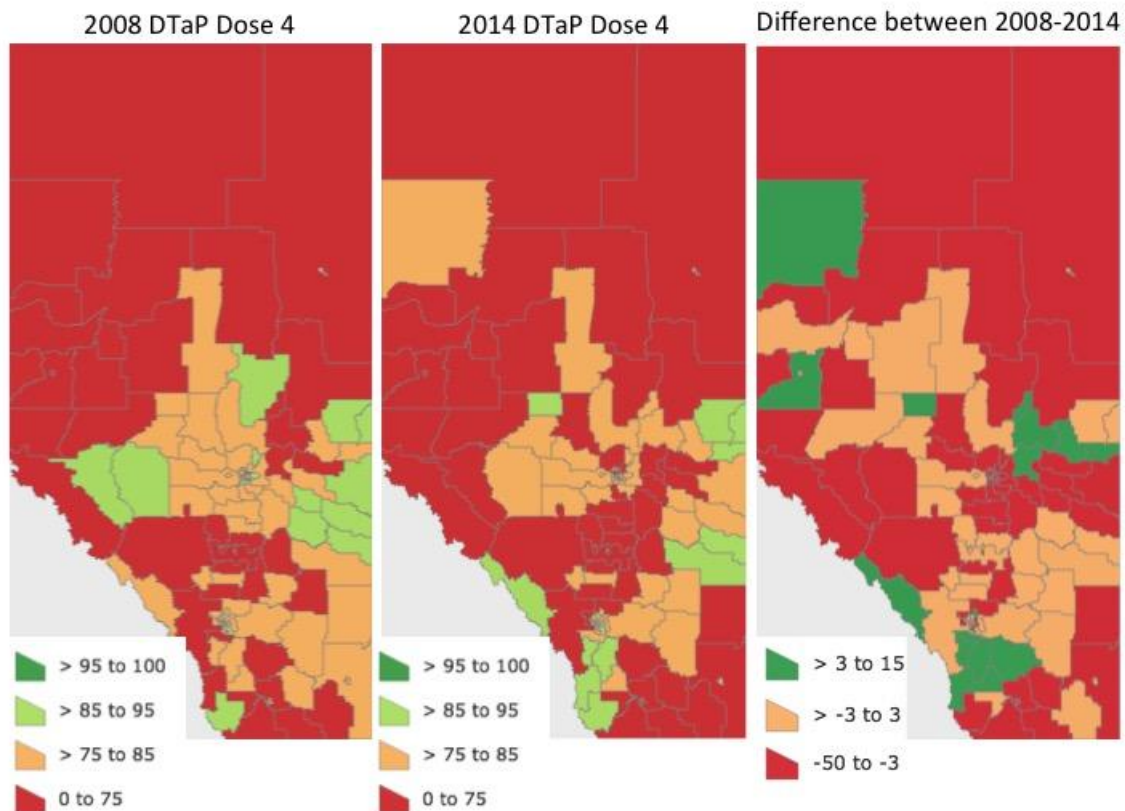 2008 DTaP Dose 4
2014 DTaP Dose 4
Difference between 2008-2014
> 95 to 100
> 85 to 95
> 75 to 85
0 to 75
> 95 to 100
> 85 to 95
> 75 to 85
0 to 75
> 3 to 15
> -3 to 3
-50 to -3